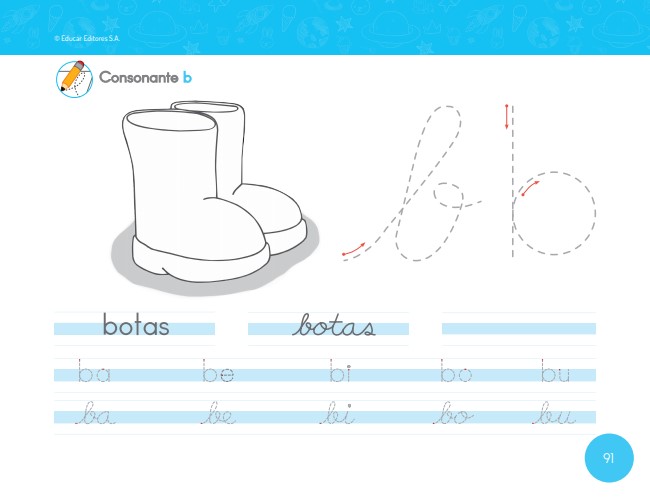 © Educar Editores S.A.
Consonante b
b b
botas botas
ba be bi bo bu
ba be bi bo bu
91